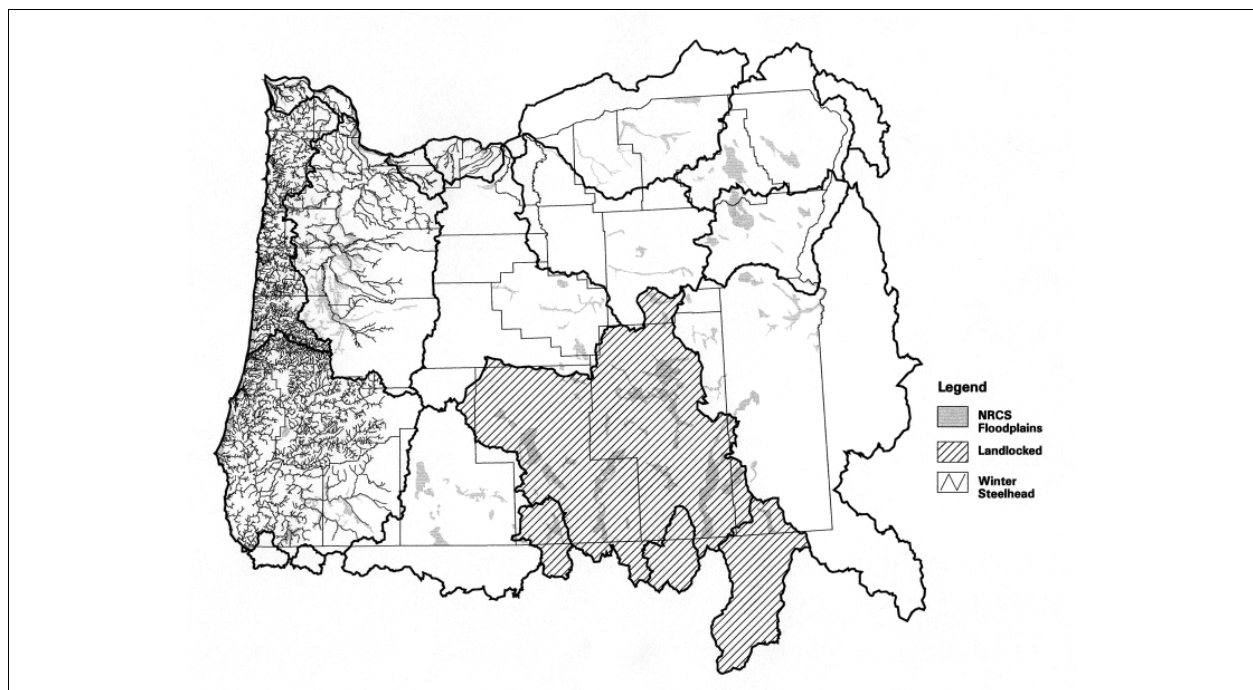 Legend
NRCS
Floodplains
Landlocked
Winter
Steelhead